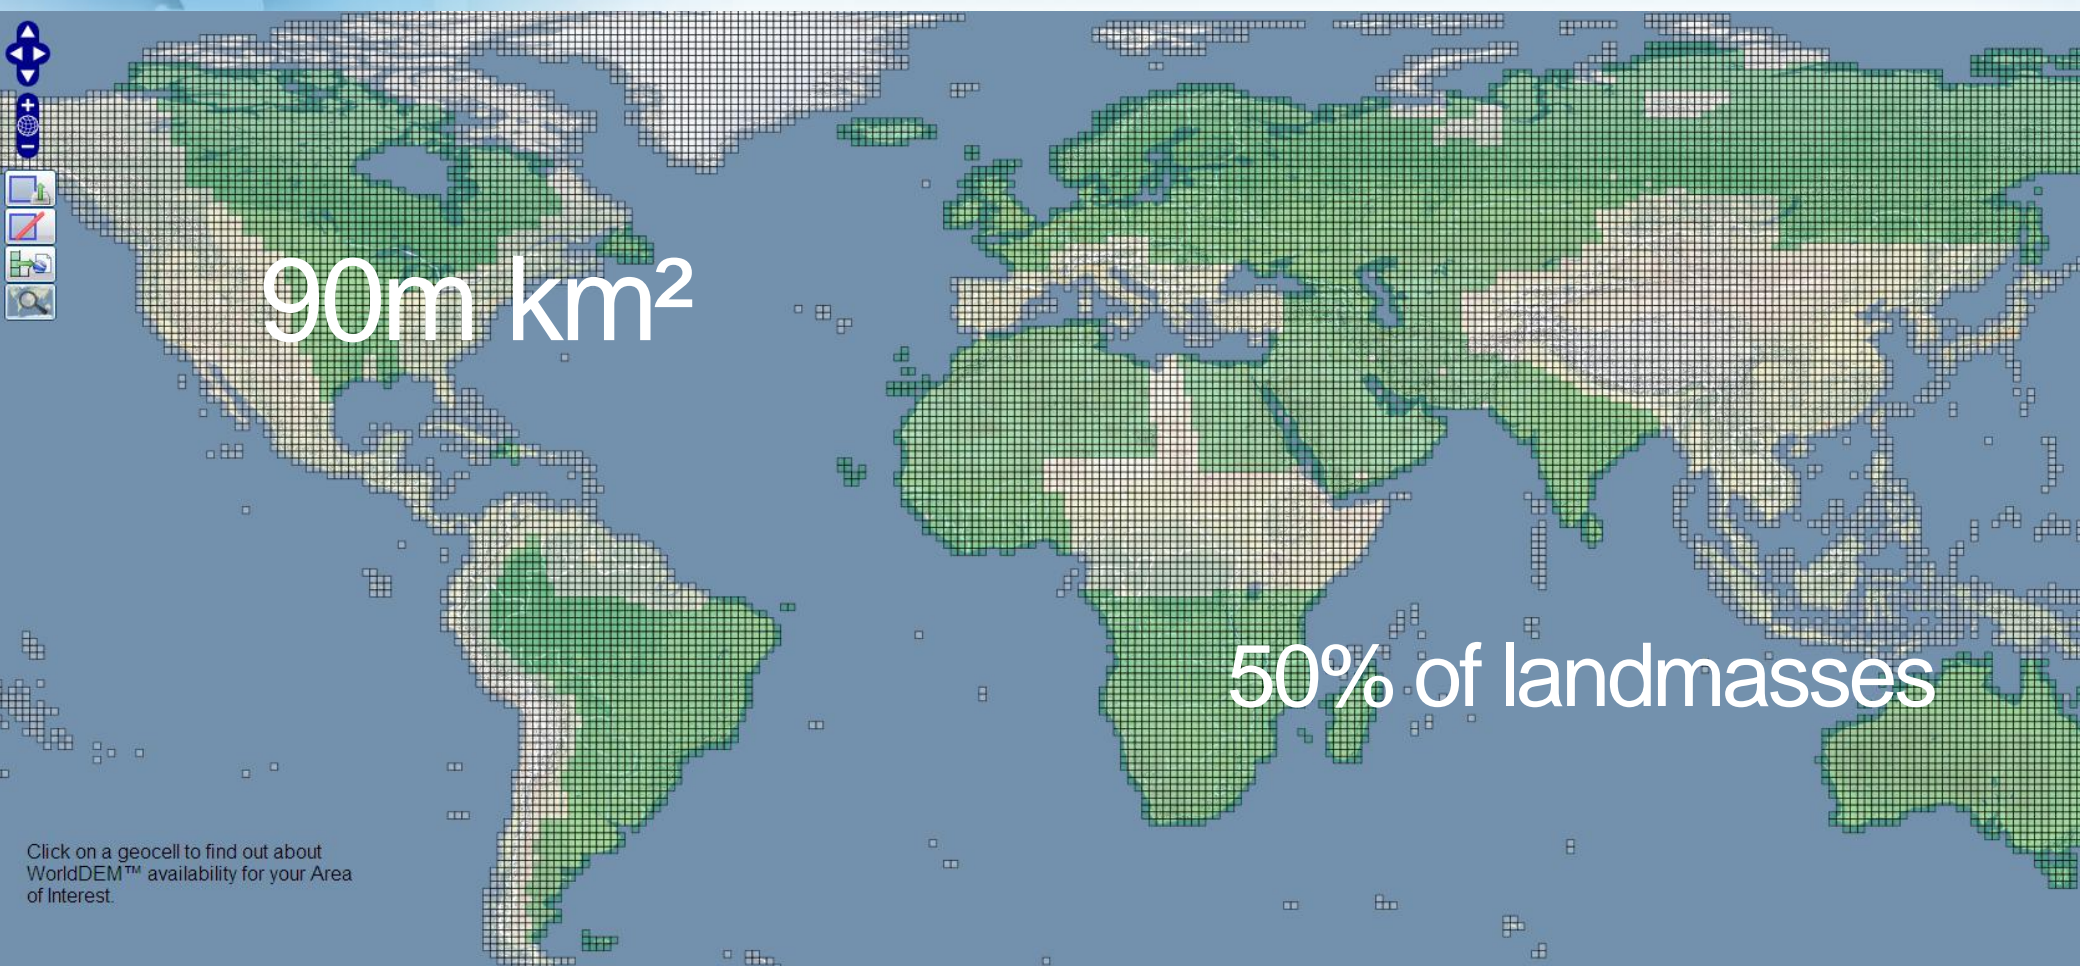 90m km²
50% of landmasses
Click on a geocell to find out about
WorldDEM™ availability for your Area
of Interest.